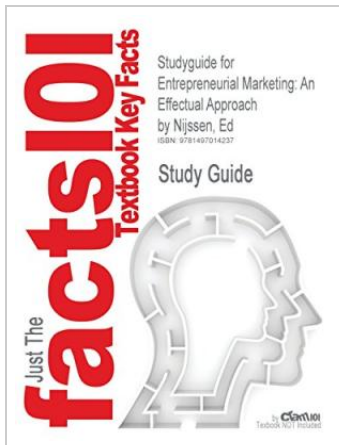 Just The
facts101
Textbook Key Facts
Studyguide for
Entrepreneurial Marketing: An
Effectual Approach
by Nijssen, Ed
ISBN: 9781497014237
Study Guide
by Cram101
Textbook NOT Included